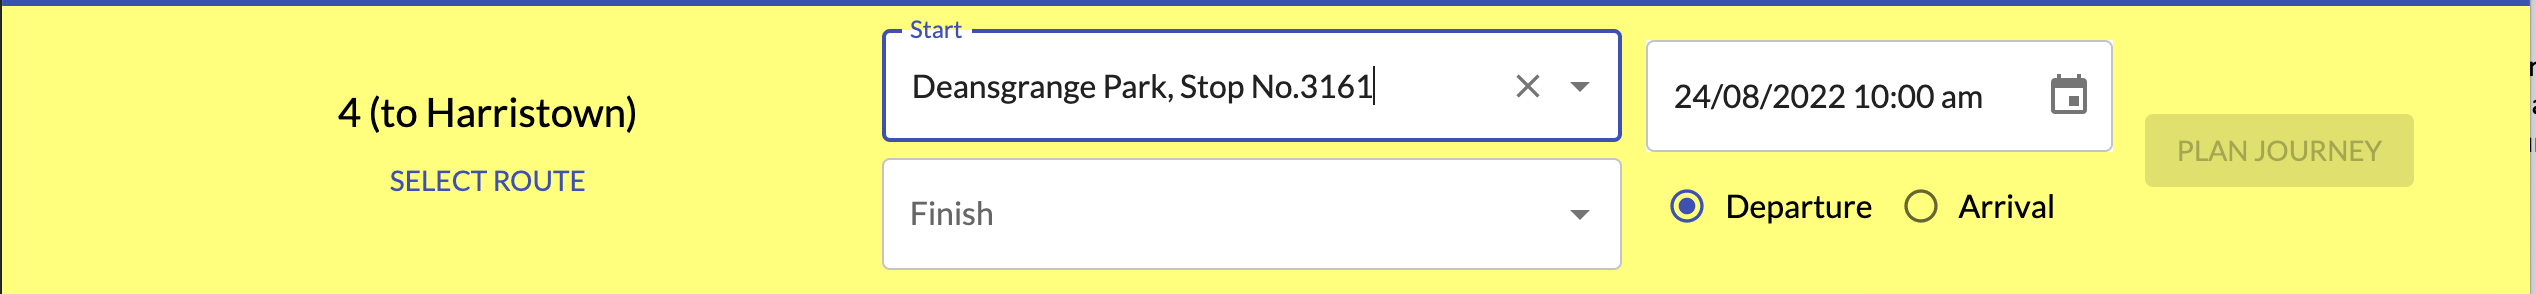 4 (to Harristown)
SELECT ROUTE
Start
Deansgrange Park, Stop No.3161
Finish
24/08/2022 10:00 am
Departure
Arrival
PLAN JOURNEY